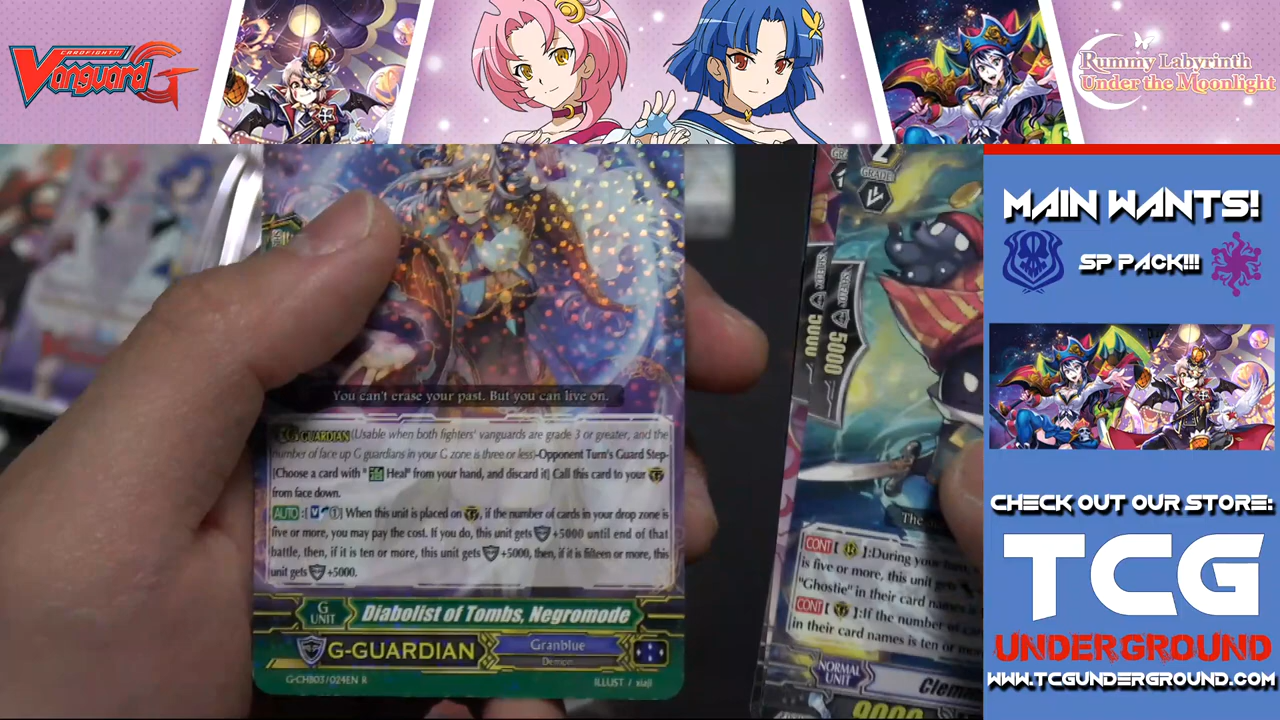 CARDFIGHT!!
VanguardG
Rummy Labyrinth
Under the Moonlight
MAIN WANTS!
SP PACK!!!
CHECK OUT OUR STORE:
TCG
UNDERGROUND
WWW.TCGUNDERGROUND.COM
You can't erase your past. But you can live on.
GUARDIAN (Usable when both fighters' vanguards are grade 3 or greater, and the
number of face up G guardians in your G zone is three or less)-Opponent Turn's Guard Step-
[Choose a card with "Heal" from your hand, and discard it] Call this card to your
from face down.
AUTO:[ ① ] When this unit is placed on , if the number of cards in your drop zone is
five or more, you may pay the cost. If you do, this unit gets +5000 until end of that
battle, then, if it is ten or more, this unit gets +5000, then, if it is fifteen or more, this
unit gets +5000.
G
UNIT
Diabolist of Tombs, Negromode
G-GUARDIAN
Granblue
Demon
G-CHB03/024EN R
ILLUST /
2
GRADE
5000
5000
The
CONT[ ]:During your
is five or more, this unit gets
"Ghostie" in their card names
CONT[ ]:If the number of
in their card names is ten or
NORMAL
UNIT
9000